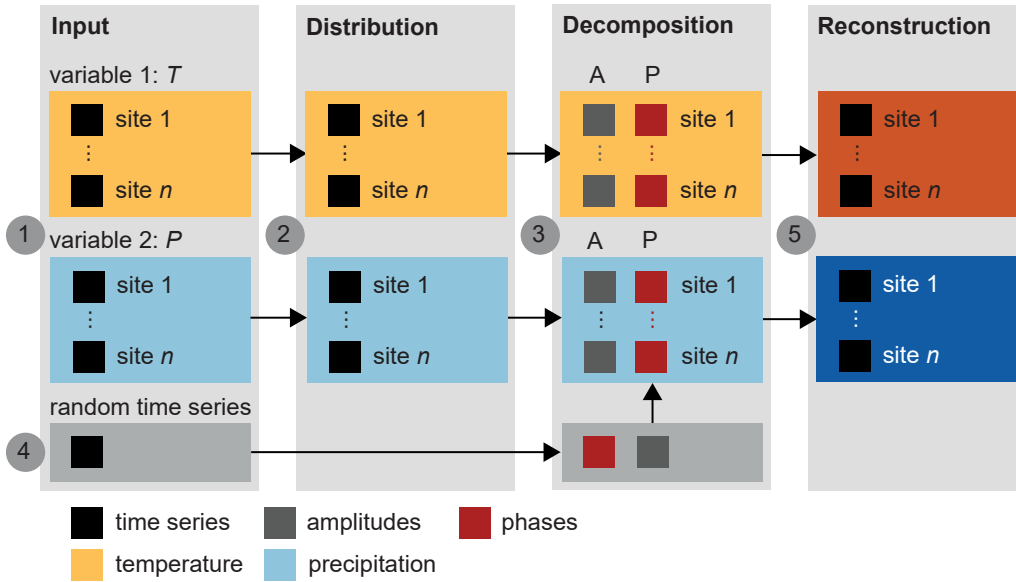 Input
Distribution
Decomposition
Reconstruction
variable 1: T
A P
site 1
site 1
site 1
site 1
⋮
⋮
⋮ ⋮
⋮
site n
site n
site n
site n
1
2
3
5
variable 2: P
A P
site 1
site 1
site 1
site 1
⋮
⋮
⋮ ⋮
⋮
site n
site n
site n
site n
random time series
4
time series
amplitudes
phases
temperature
precipitation